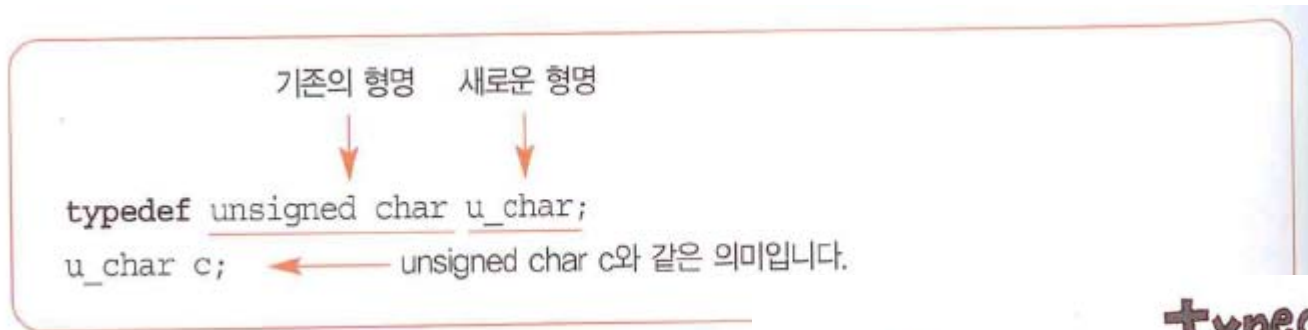 기존의 형명 새로운 형명
typedef unsigned char u_char;
u_char c; unsigned char c와 같은 의미입니다.